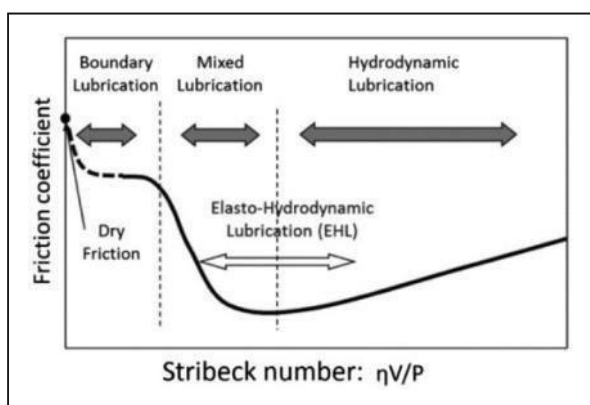 Boundary
Lubrication
Mixed
Lubrication
Hydrodynamic
Lubrication
Elasto-Hydrodynamic
Lubrication (EHL)
Dry
Friction
Friction coefficient
Stribeck number: ηV/P